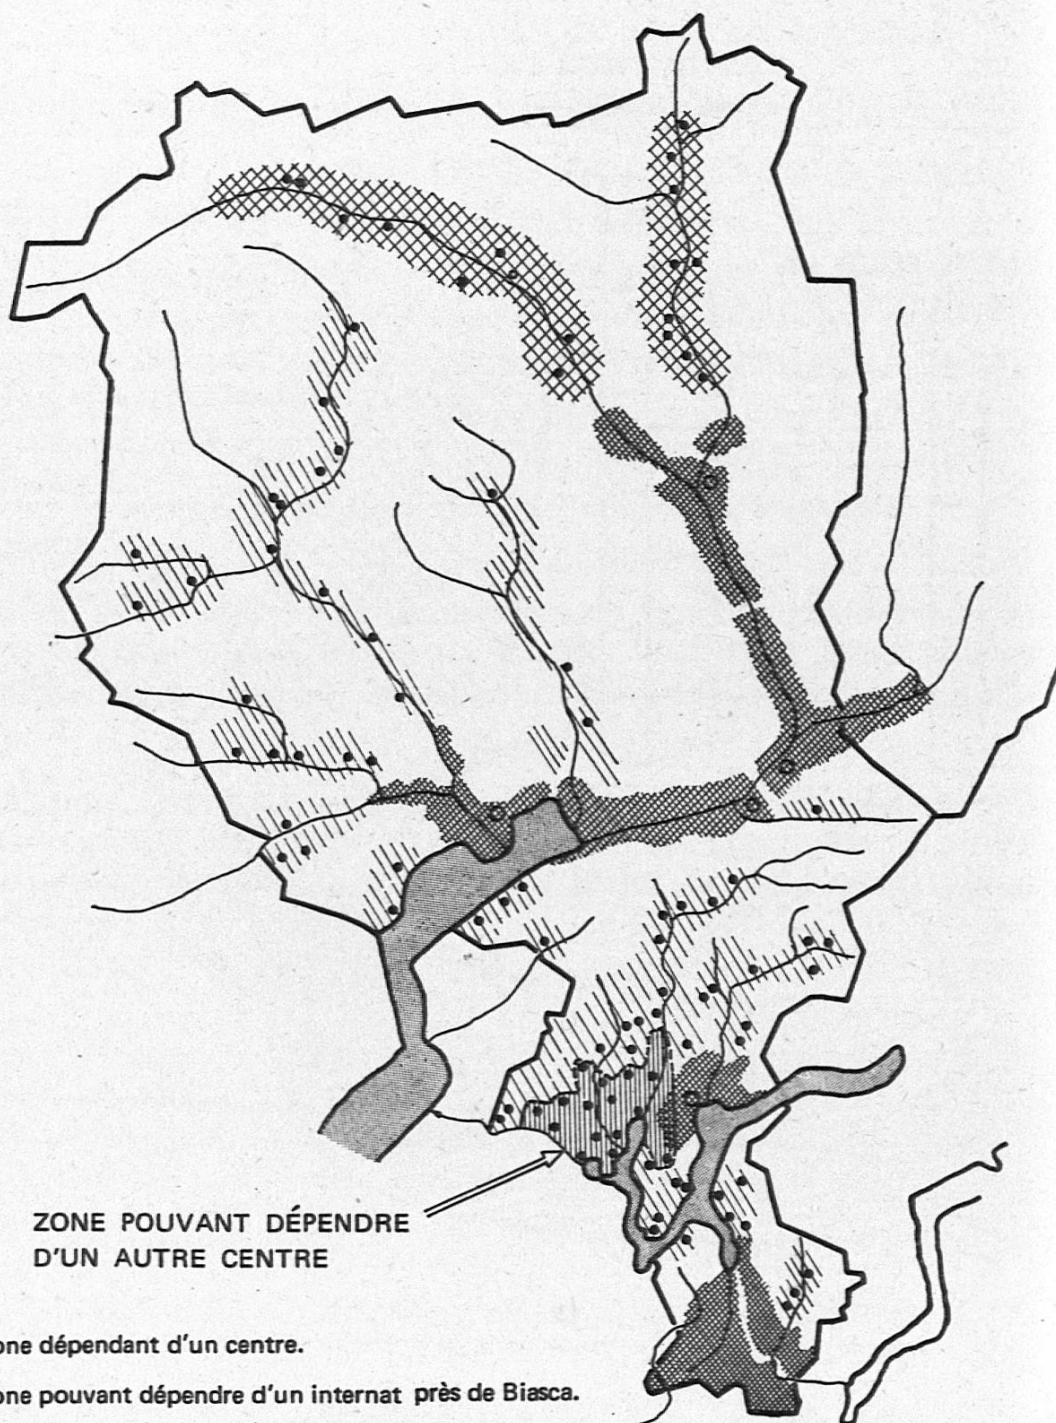 ZONE POUVANT DÉPENDRE
D'UN AUTRE CENTRE
one dépendant d'un centre.
one pouvant dépendre d'un internat près de Biasca.